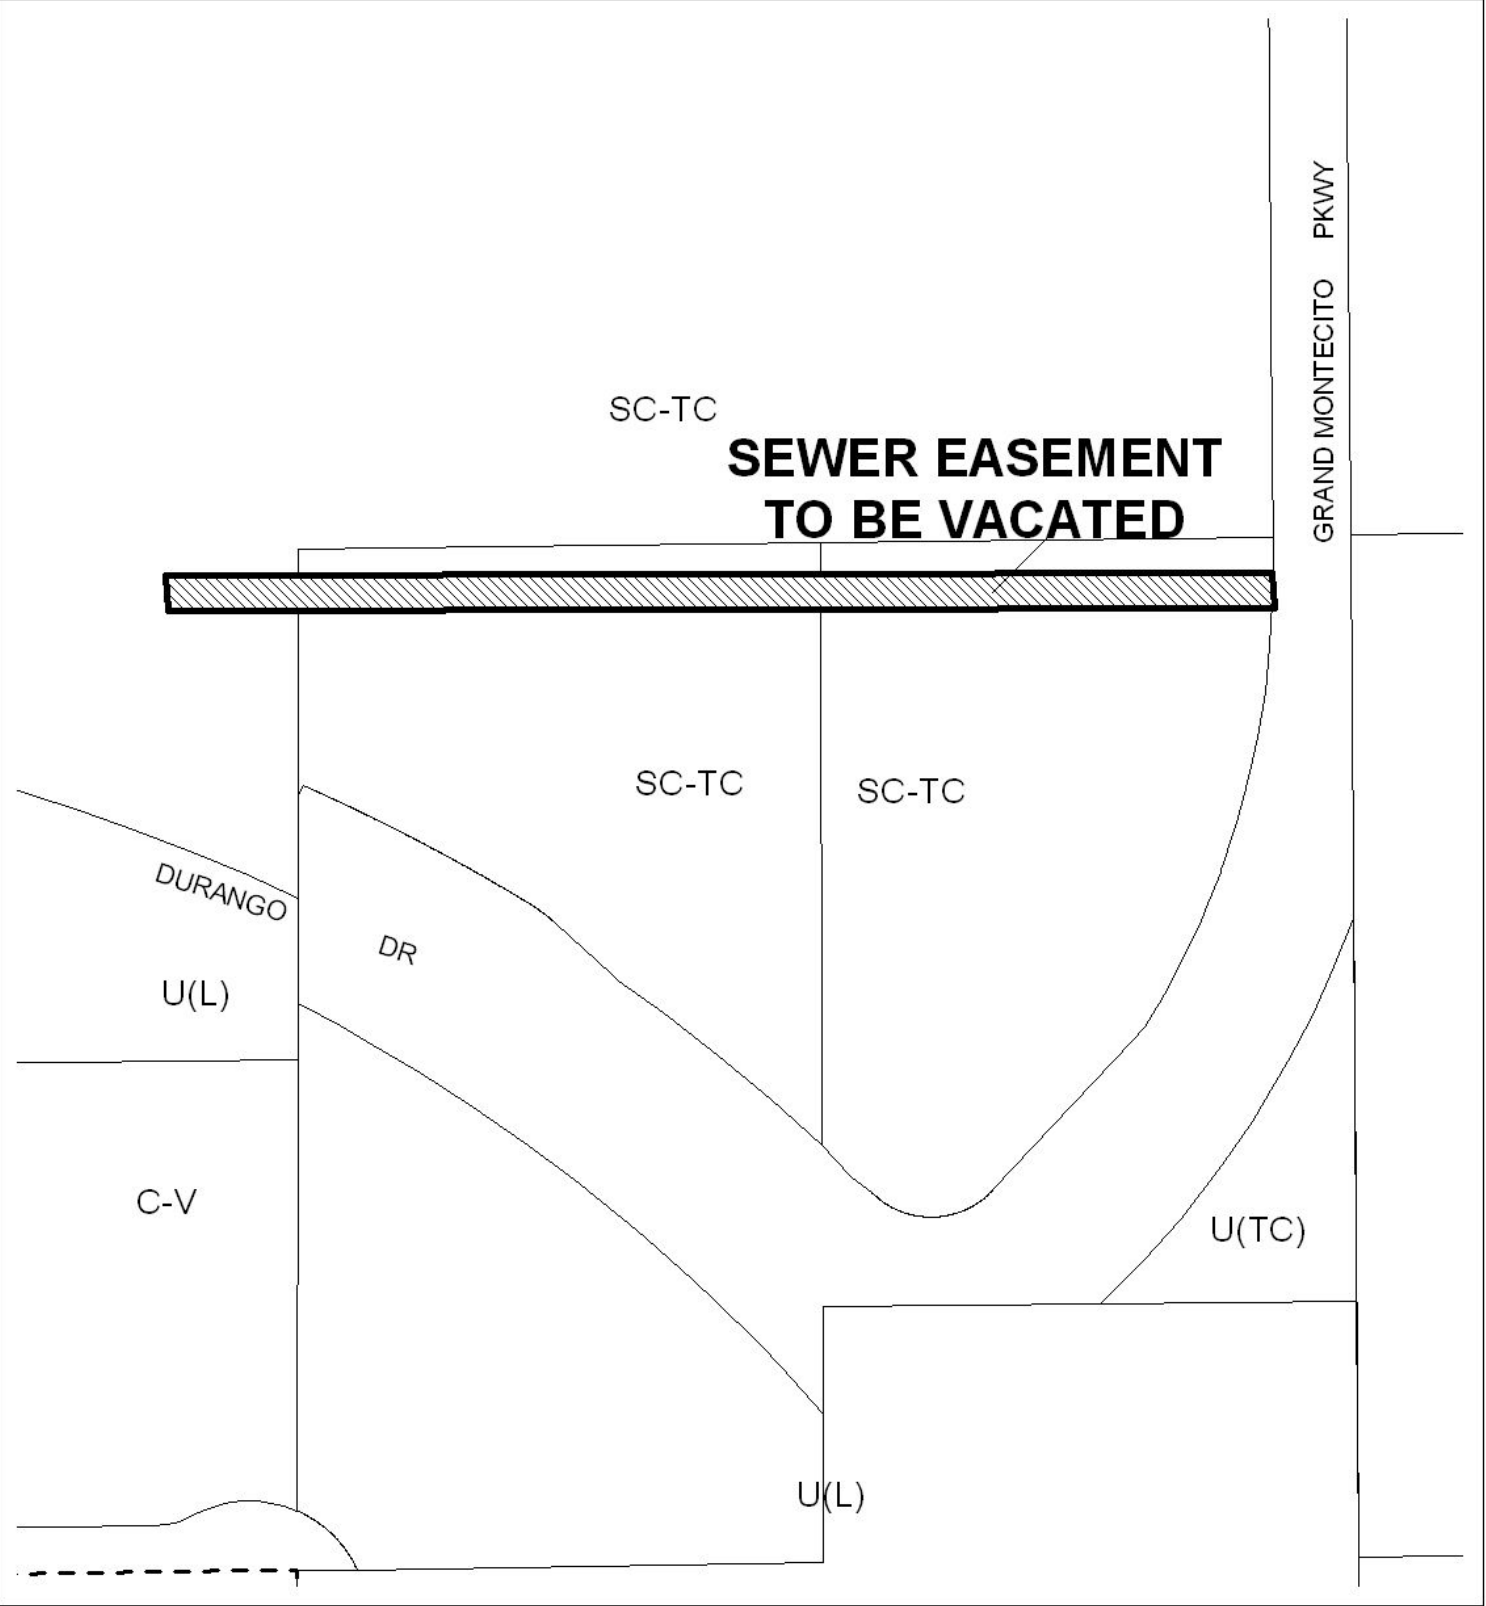 GRAND MONTECITO PKWY
SC-TC
SEWER EASEMENT
TO BE VACATED
SC-TC
SC-TC
DURANGO
DR
U(L)
C-V
U(TC)
U(L)